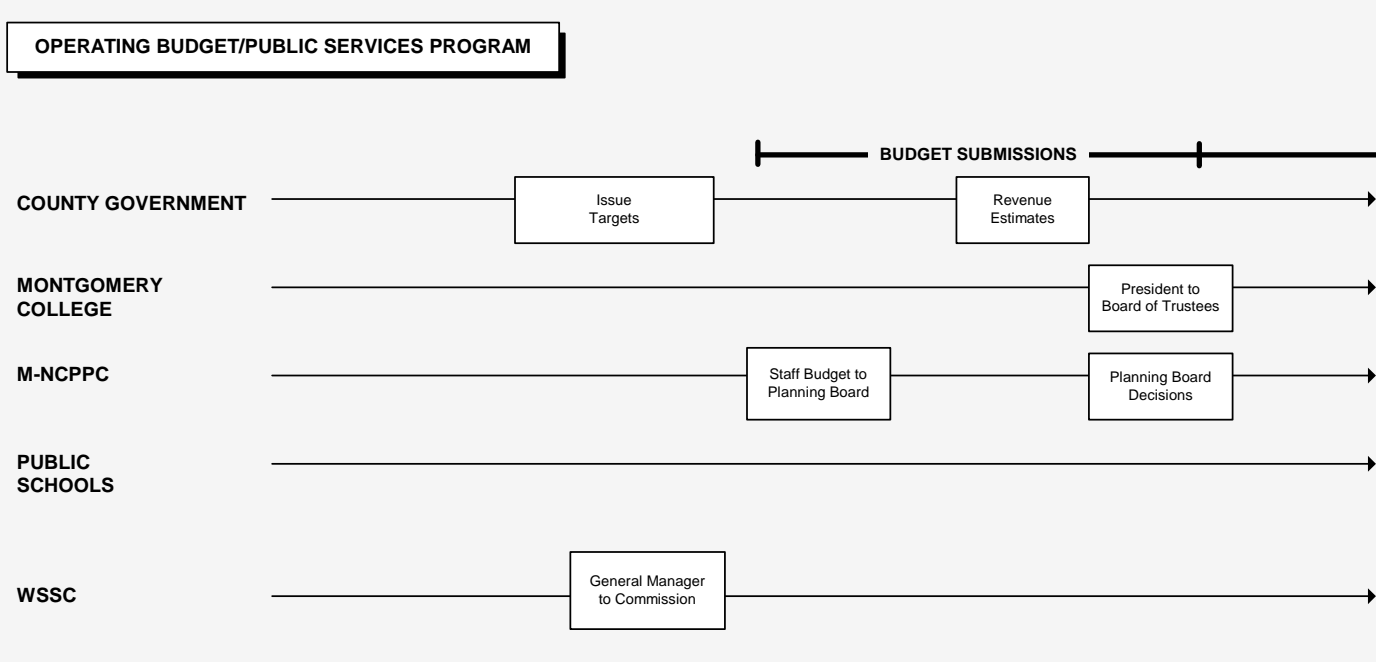 OPERATING BUDGET/PUBLIC SERVICES PROGRAM
BUDGET SUBMISSIONS
COUNTY GOVERNMENT
Issue
Targets
Revenue
Estimates
MONTGOMERY
COLLEGE
President to
Board of Trustees
M-NCPPC
Staff Budget to
Planning Board
Planning Board
Decisions
PUBLIC
SCHOOLS
WSSC
General Manager
to Commission